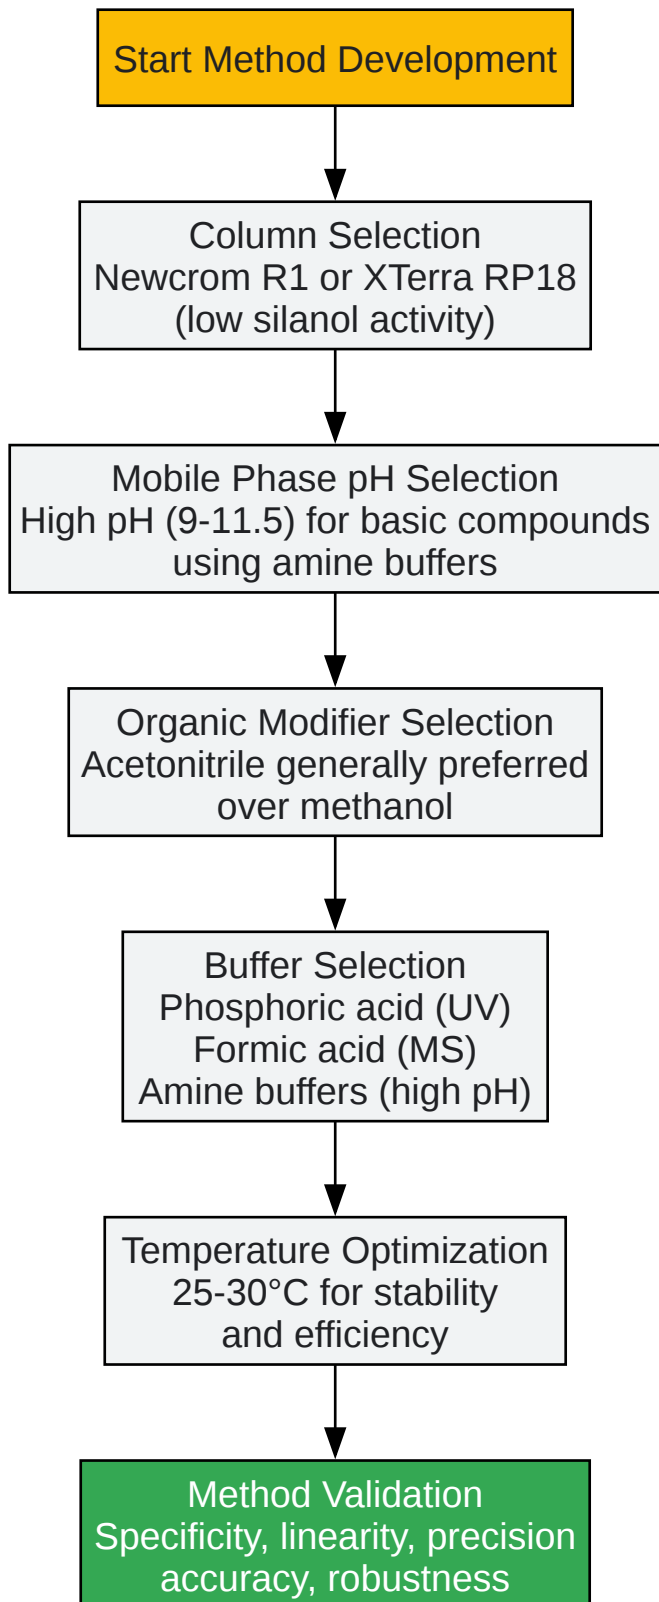 Start Method Development
Column Selection
Newcrom R1 or XTerra RP18
(low silanol activity)
Mobile Phase pH Selection
High pH (9-11.5) for basic compounds
using amine buffers
Organic Modifier Selection
Acetonitrile generally preferred
over methanol
Buffer Selection
Phosphoric acid (UV)
Formic acid (MS)
Amine buffers (high pH)
Temperature Optimization
25-30°C for stability
and efficiency
Method Validation
Specificity, linearity, precision
accuracy, robustness